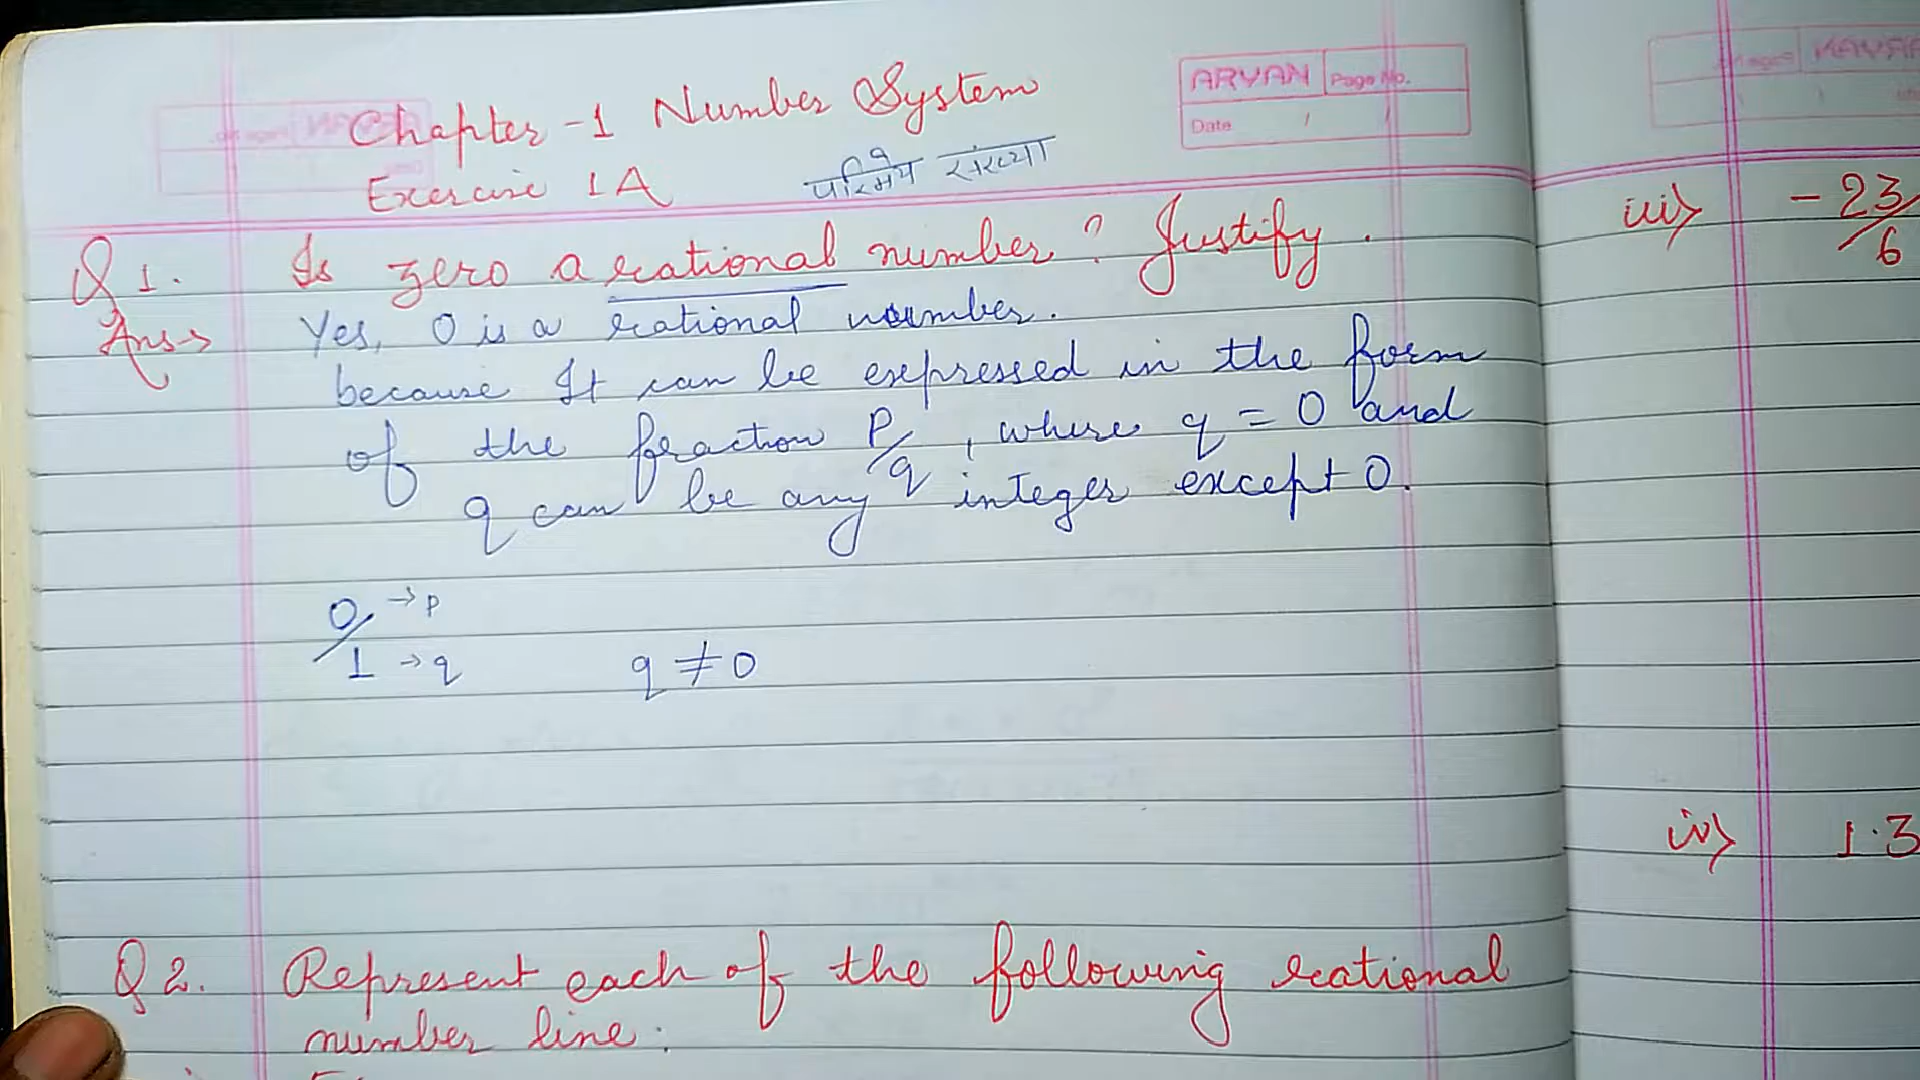 Chapter - 1 Number System
ARYAN Page No.
Date / /
Exercise 1A
परिमेय संख्या
Q 1. Is zero a rational number? Justify.
Ans→ Yes, 0 is a rational number.
because It can be expressed in the form
of the fraction P/q, where q = 0 and
q can be any integer except 0.
0/ → p
1 → q q ≠ 0
Q 2. Represent each of the following rational
number line:
iii> -23/6
iv> 1.3